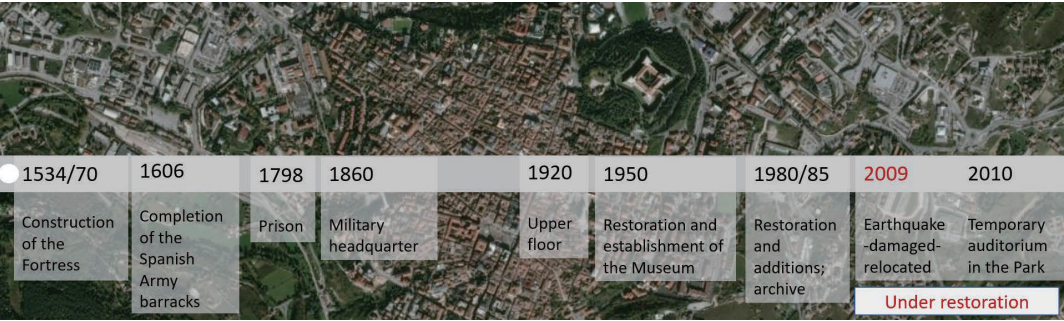 1534/70
Construction
of the
Fortress
1606
Completion
of the
Spanish
Army
barracks
1798
Prison
1860
Military
headquarter
1920
Upper
floor
1950
Restoration and
establishment of
the Museum
1980/85
Restoration
and
additions;
archive
2009
Earthquake
-damaged-
relocated
2010
Temporary
auditorium
in the Park
Under restoration